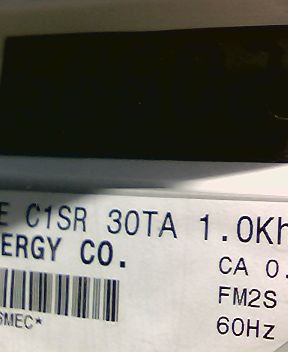 E C1SR 30TA 1.0Kh
ERGY CO.
CA 0.
FM2S
60Hz
SMEC*